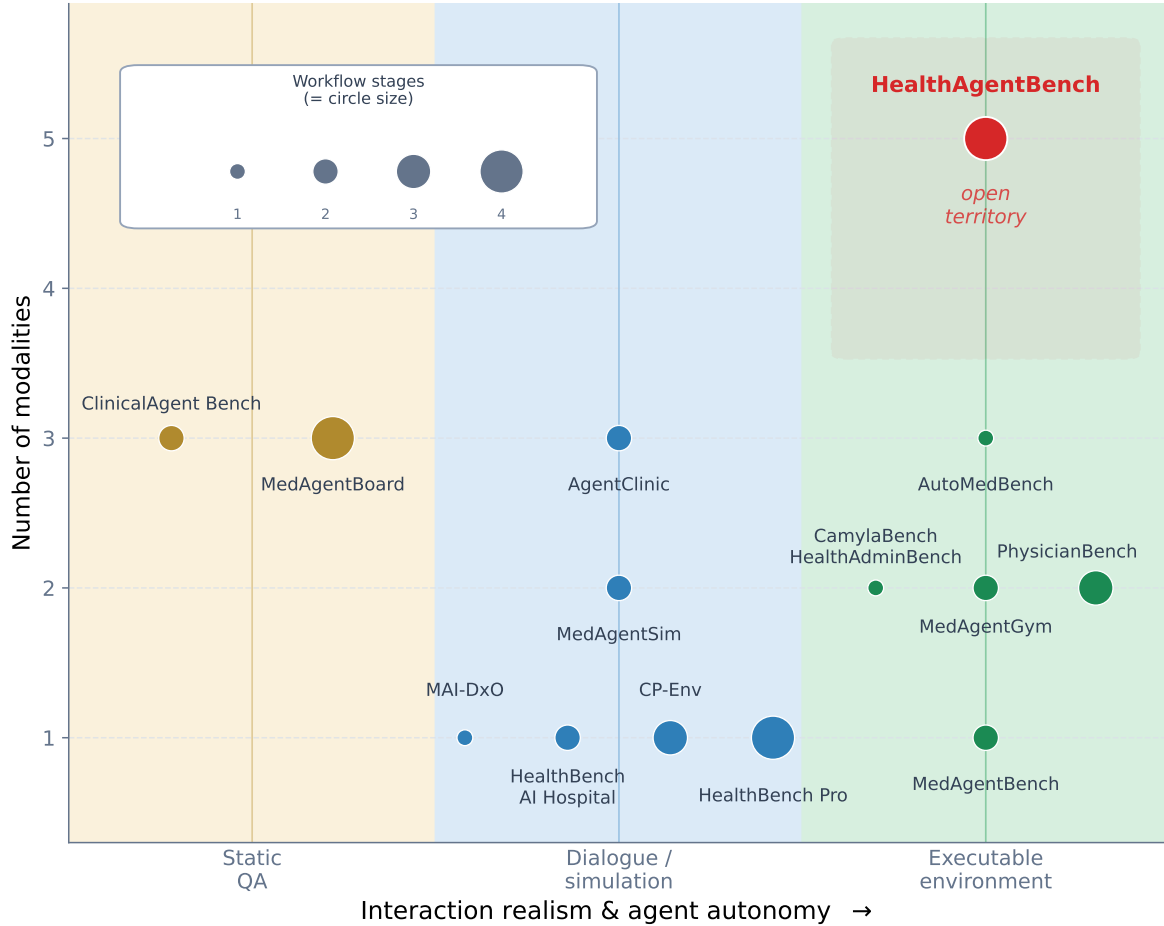 Workflow stages
(= circle size)
1
2
3
4
HealthAgentBench
open
territory
5
4
3
2
1
Number of modalities
ClinicalAgent Bench
MedAgentBoard
AgentClinic
AutoMedBench
CamylaBench
HealthAdminBench
PhysicianBench
MedAgentSim
MedAgentGym
MAI-DxO
CP-Env
HealthBench
AI Hospital
HealthBench Pro
MedAgentBench
Static
QA
Dialogue /
simulation
Executable
environment
Interaction realism & agent autonomy →